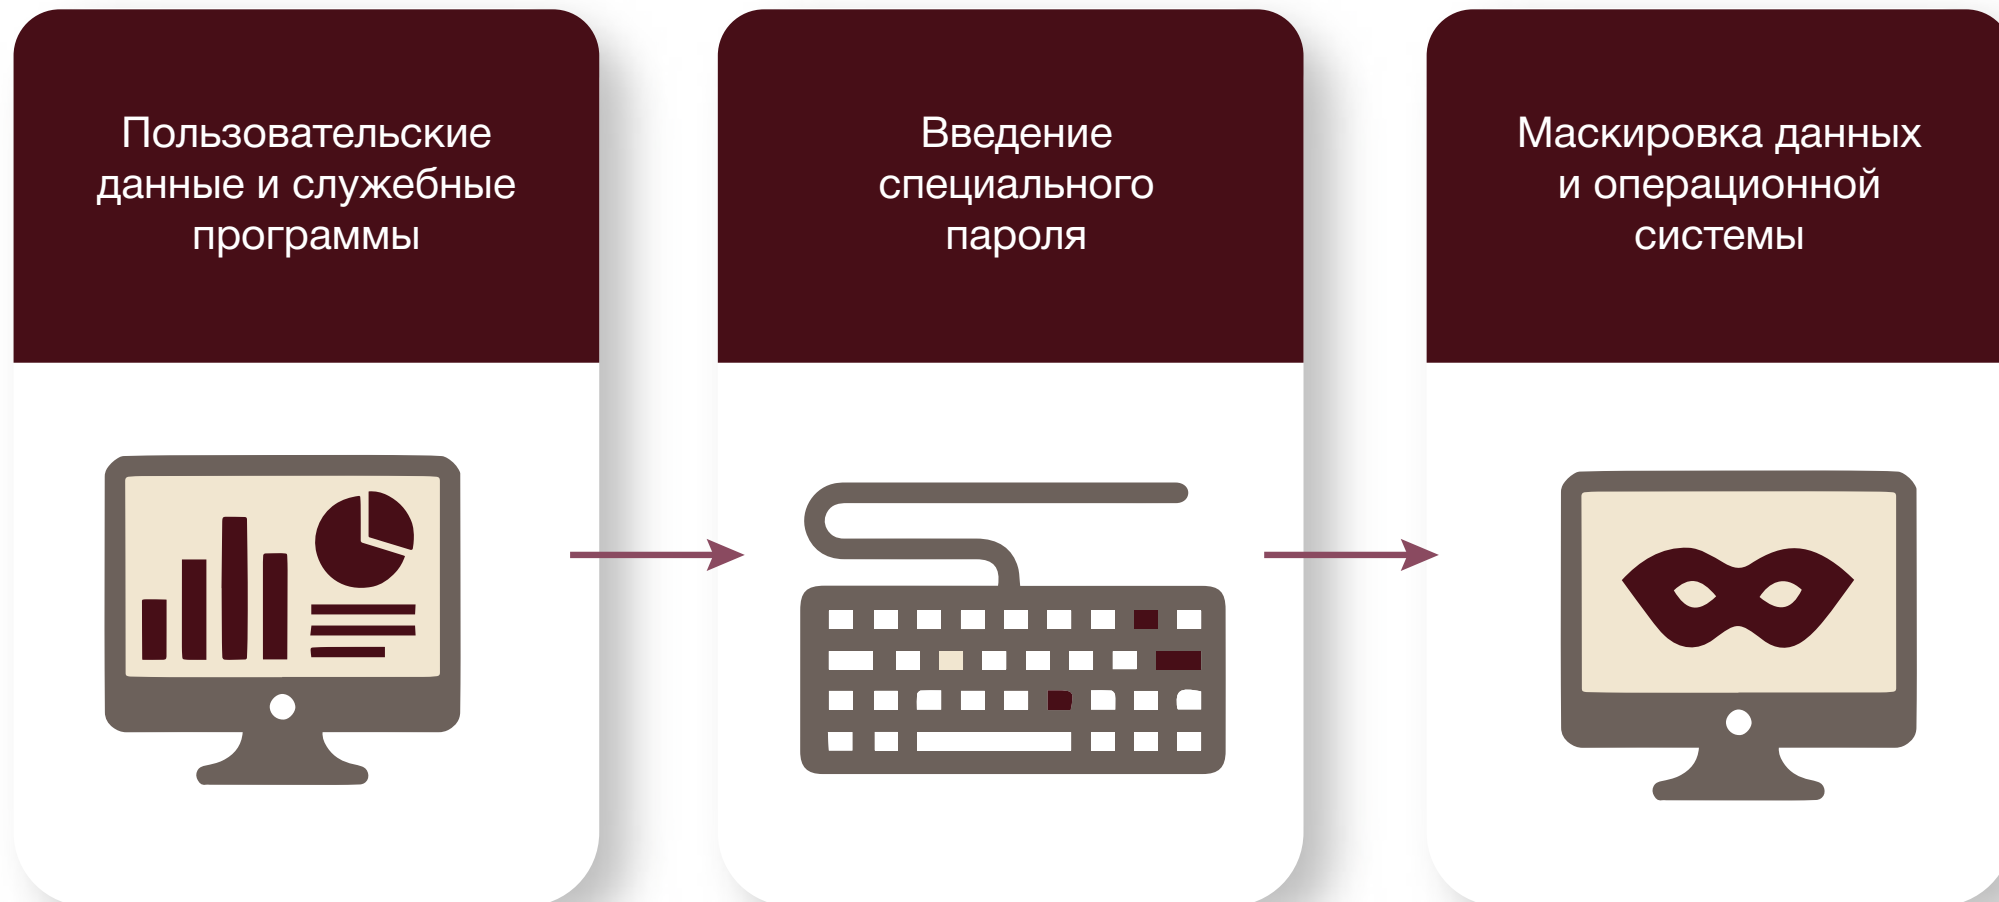 Пользовательские
данные и служебные
программы
Введение
специального
пароля
Маскировка данных
и операционной
системы